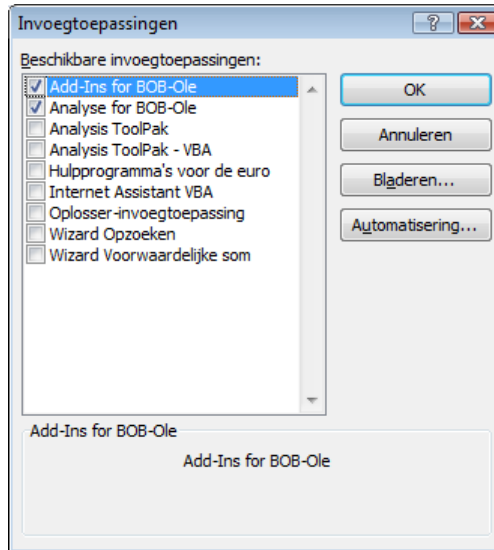 Invoegtoepassingen
Beschikbare invoegtoepassingen:
Add-Ins for BOB-Ole
Analyse for BOB-Ole
Analysis ToolPak
Analysis ToolPak - VBA
Hulpprogramma's voor de euro
Internet Assistant VBA
Oplosser-invoegtoepassing
Wizard Opzoeken
Wizard Voorwaardelijke som
OK
Annuleren
Bladeren...
Automatisering...
Add-Ins for BOB-Ole
Add-Ins for BOB-Ole